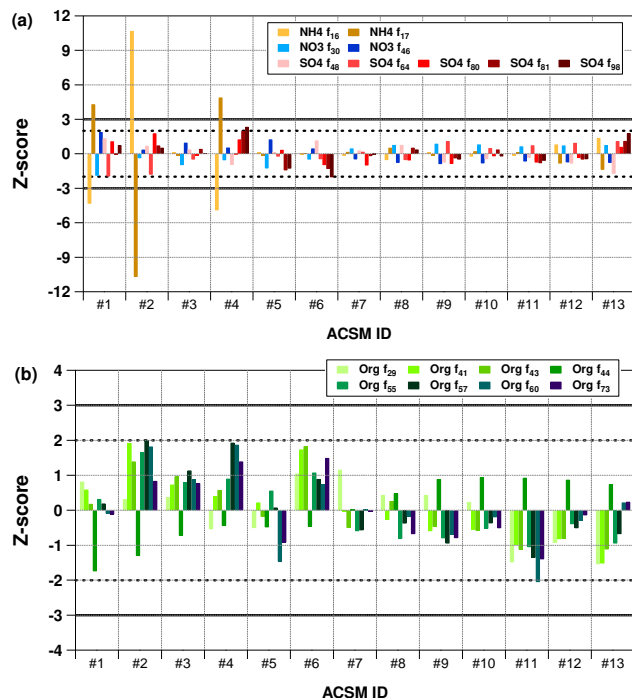 (a)
12
9
6
3
0
-3
-6
-9
-12
Z-score
NH4 f16 NH4 f17
NO3 f30 NO3 f46
SO4 f48 SO4 f64 SO4 f80 SO4 f81 SO4 f98
#1 #2 #3 #4 #5 #6 #7 #8 #9 #10 #11 #12 #13
ACSM ID
(b)
4
3
2
1
0
-1
-2
-3
-4
Z-score
Org f29 Org f41 Org f43 Org f44
Org f55 Org f57 Org f60 Org f73
#1 #2 #3 #4 #5 #6 #7 #8 #9 #10 #11 #12 #13
ACSM ID